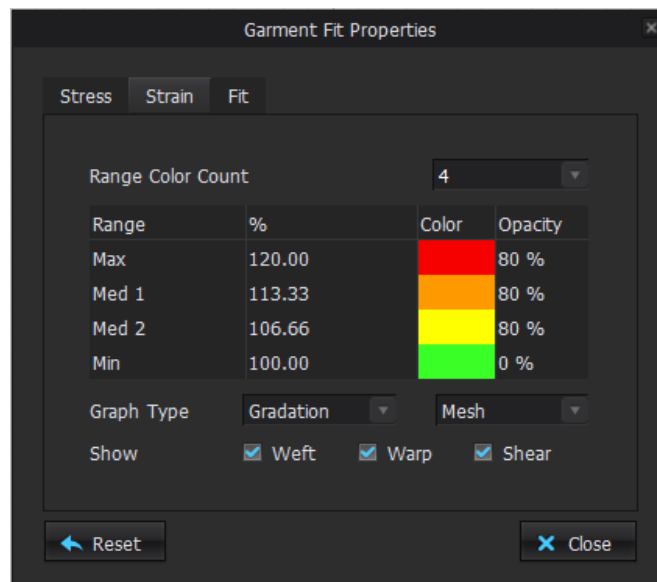 Garment Fit Properties
Stress Strain Fit
Range Color Count 4
Range % Color Opacity
Max 120.00 80 %
Med 1 113.33 80 %
Med 2 106.66 80 %
Min 100.00 0 %
Graph Type Gradation Mesh
Show Weft Warp Shear
Reset Close